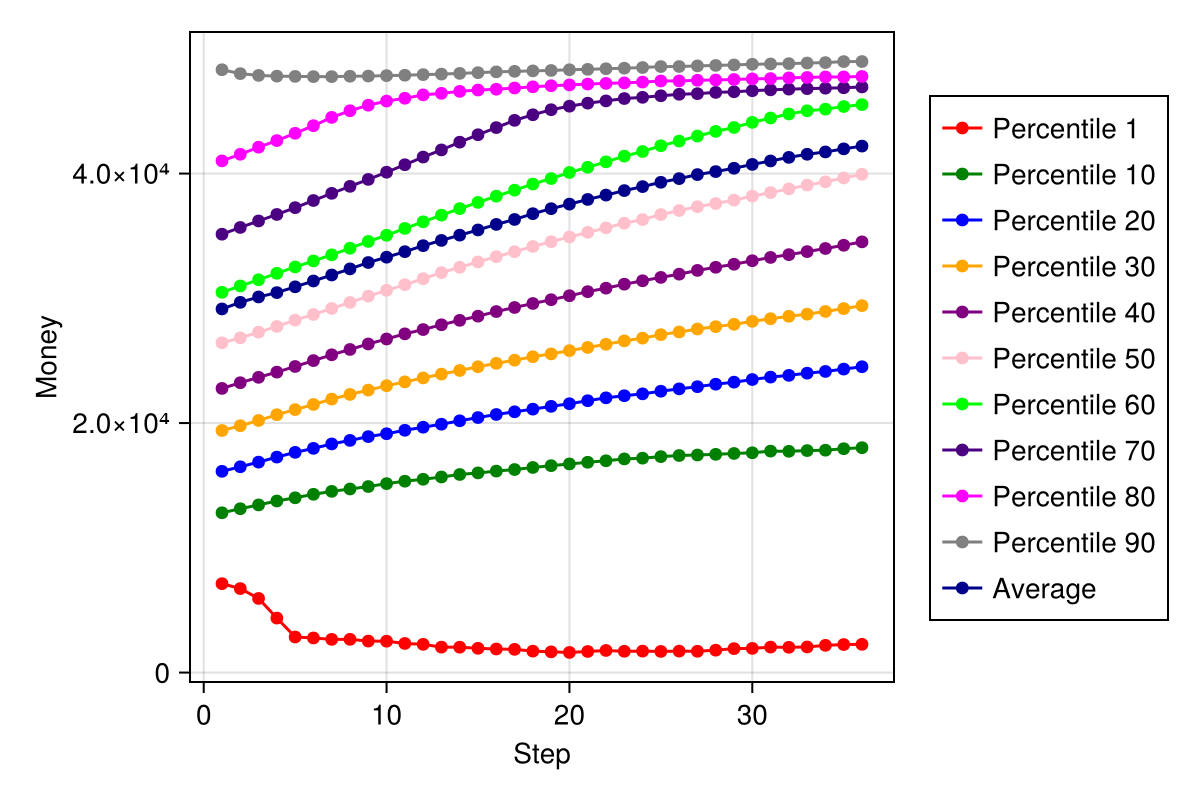 Money
4.0×10⁴
2.0×10⁴
0
0 10 20 30
Step
Percentile 1
Percentile 10
Percentile 20
Percentile 30
Percentile 40
Percentile 50
Percentile 60
Percentile 70
Percentile 80
Percentile 90
Average